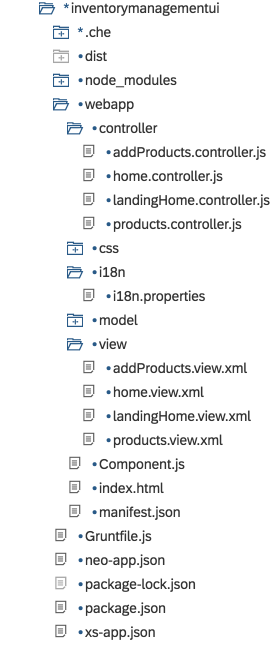 *inventorymanagementui
*.che
dist
node_modules
webapp
controller
addProducts.controller.js
home.controller.js
landingHome.controller.js
products.controller.js
css
i18n
i18n.properties
model
view
addProducts.view.xml
home.view.xml
landingHome.view.xml
products.view.xml
Component.js
index.html
manifest.json
Gruntfile.js
neo-app.json
package-lock.json
package.json
xs-app.json